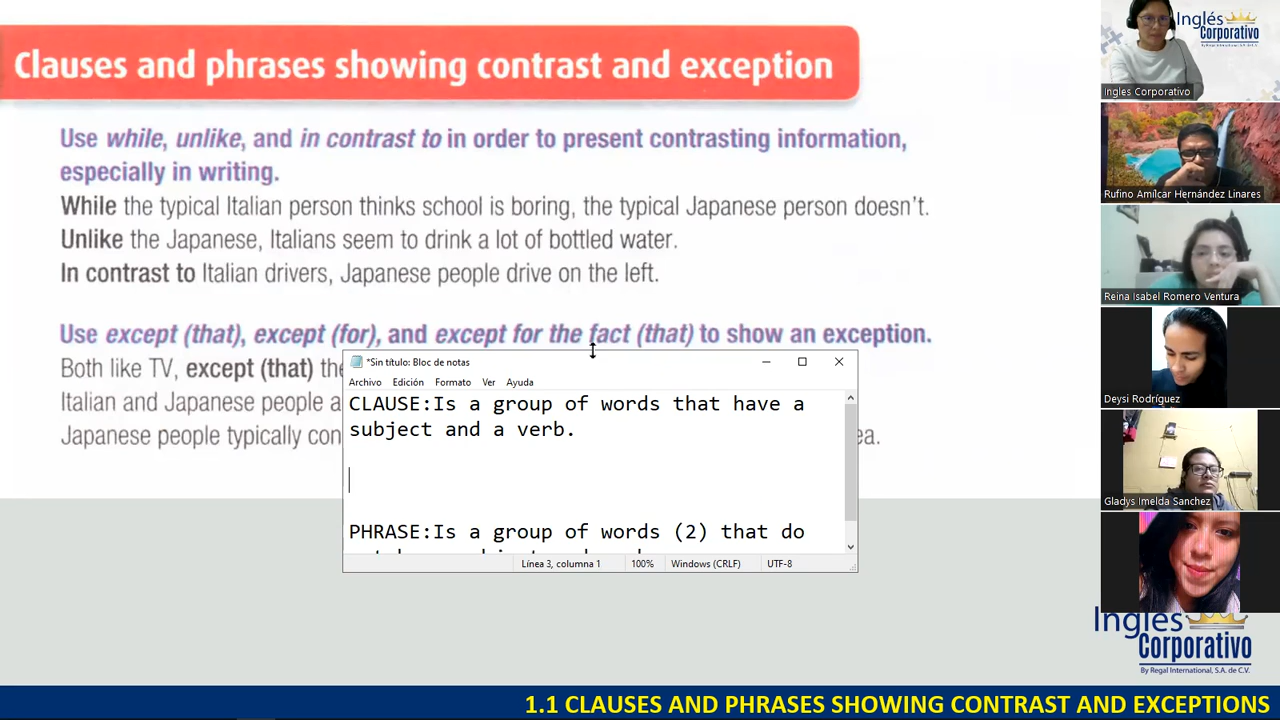 Clauses and phrases showing contrast and exception
Use while, unlike, and in contrast to in order to present contrasting information,
especially in writing.
While the typical Italian person thinks school is boring, the typical Japanese person doesn't.
Unlike the Japanese, Italians seem to drink a lot of bottled water.
In contrast to Italian drivers, Japanese people drive on the left.
Use except (that), except (for), and except for the fact (that) to show an exception.
Both like TV, except (that) the
Italian and Japanese people a
Japanese people typically con
ea.
*Sin título: Bloc de notas
Archivo Edición Formato Ver Ayuda
CLAUSE:Is a group of words that have a
subject and a verb.
PHRASE:Is a group of words (2) that do
Línea 3, columna 1 100% Windows (CRLF) UTF-8
Inglés
Corporativo
By Regal International, S.A. de C.V.
Ingles Corporativo
Rufino Amílcar Hernández Linares
Reina Isabel Romero Ventura
Deysi Rodríguez
Gladys Imelda Sanchez
Inglés
Corporativo
By Regal International, S.A. de C.V.
1.1 CLAUSES AND PHRASES SHOWING CONTRAST AND EXCEPTIONS